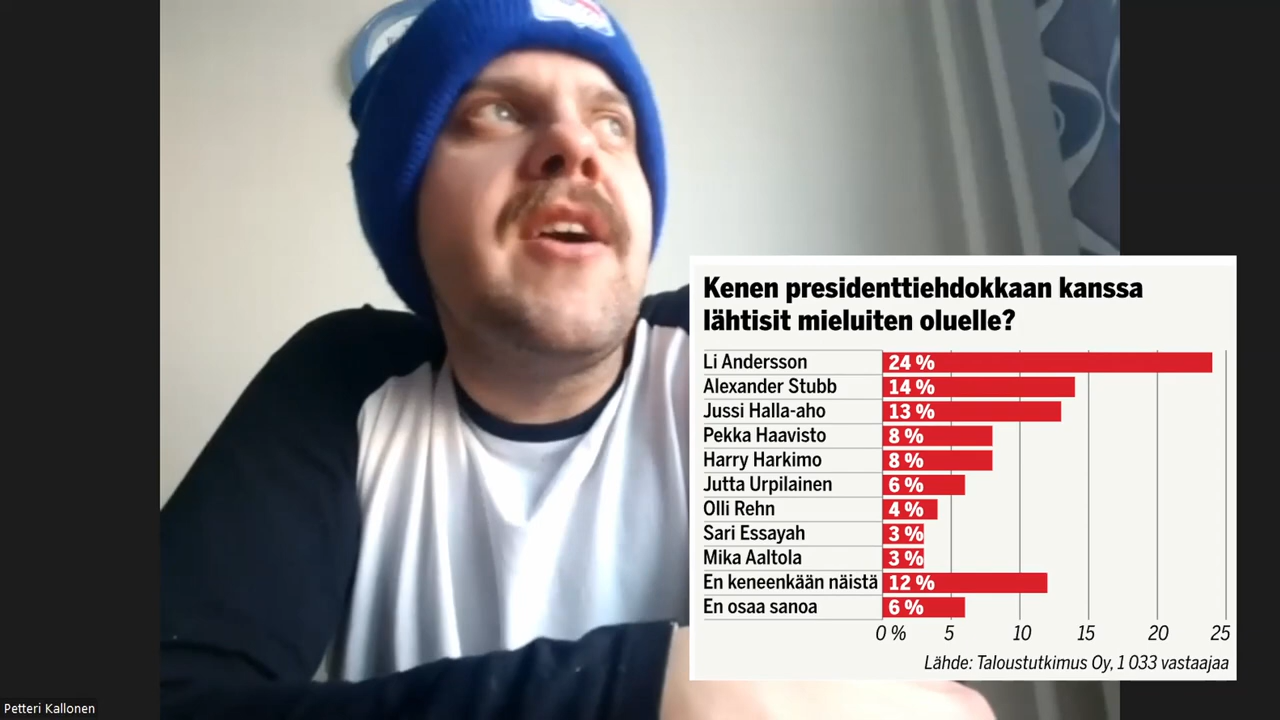 Kenen presidenttiehdokkaan kanssa
lähtisit mieluiten oluelle?
Li Andersson 24 %
Alexander Stubb 14 %
Jussi Halla-aho 13 %
Pekka Haavisto 8 %
Harry Harkimo 8 %
Jutta Urpilainen 6 %
Olli Rehn 4 %
Sari Essayah 3 %
Mika Aaltola 3 %
En keneenkään näistä 12 %
En osaa sanoa 6 %
0 % 5 10 15 20 25
Lähde: Taloustutkimus Oy, 1 033 vastaajaa
Petteri Kallonen